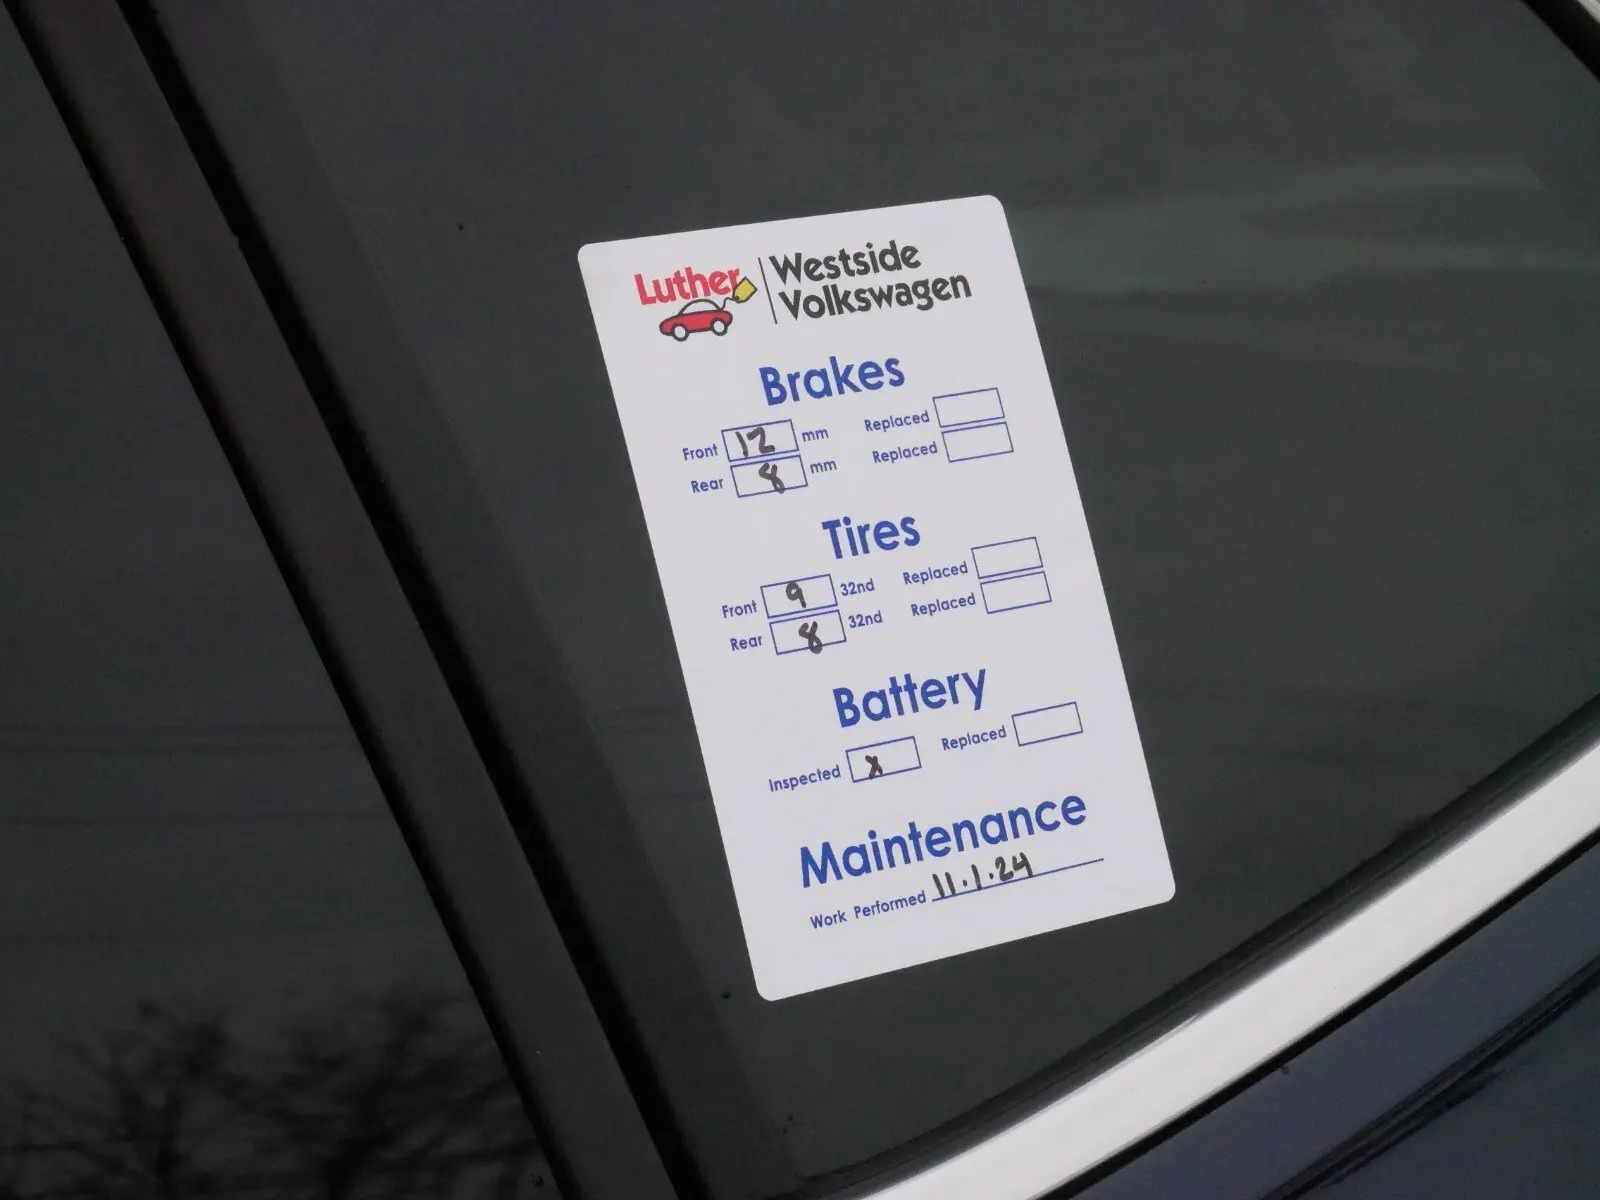 Luther Westside
Volkswagen
Brakes
Front 12 mm Replaced
Rear 8 mm Replaced
Tires
Front 9 32nd Replaced
Rear 8 32nd Replaced
Battery
Inspected x Replaced
Maintenance
Work Performed 11.1.24